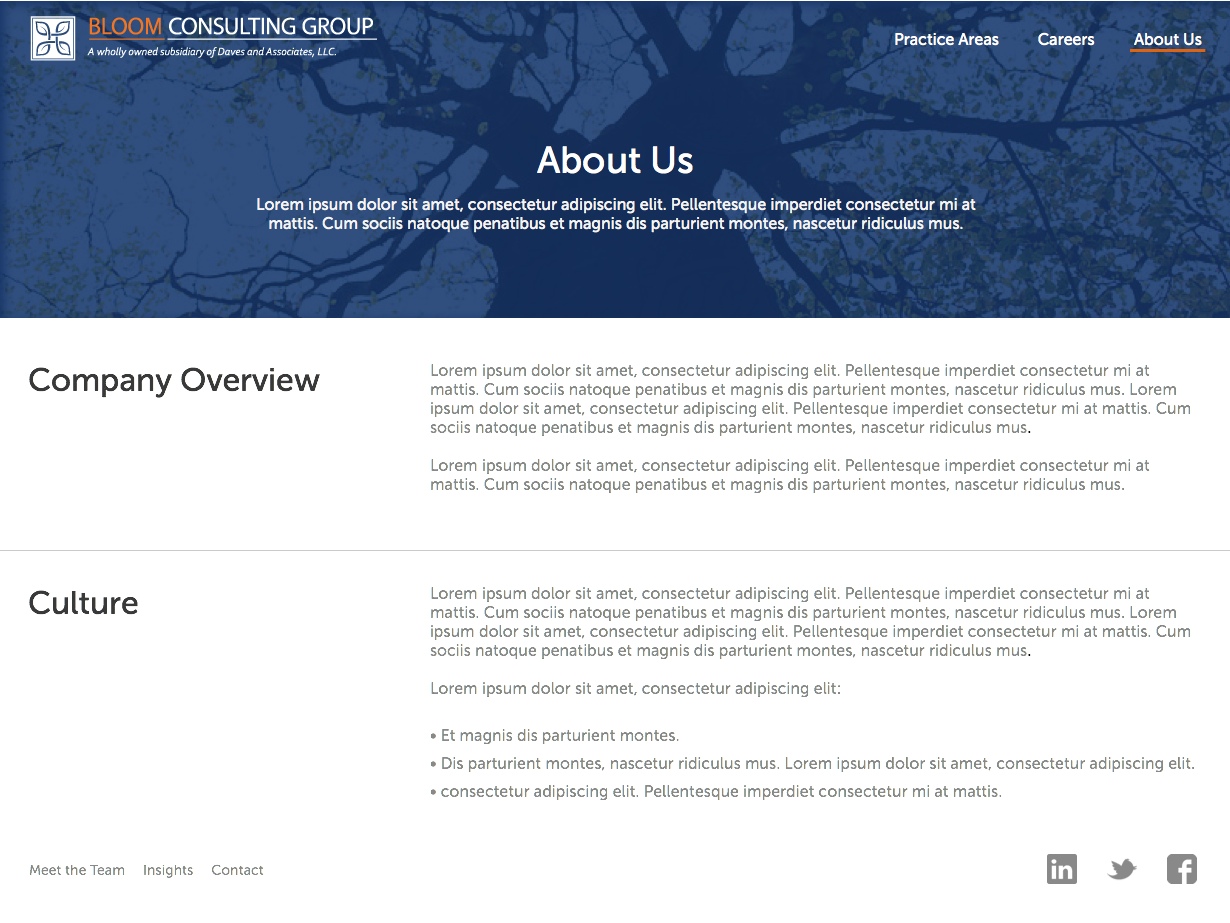 BLOOM CONSULTING GROUP
A wholly owned subsidiary of Daves and Associates, LLC.
Practice Areas Careers About Us
About Us
Lorem ipsum dolor sit amet, consectetur adipiscing elit. Pellentesque imperdiet consectetur mi at
mattis. Cum sociis natoque penatibus et magnis dis parturient montes, nascetur ridiculus mus.
Company Overview
Lorem ipsum dolor sit amet, consectetur adipiscing elit. Pellentesque imperdiet consectetur mi at
mattis. Cum sociis natoque penatibus et magnis dis parturient montes, nascetur ridiculus mus. Lorem
ipsum dolor sit amet, consectetur adipiscing elit. Pellentesque imperdiet consectetur mi at mattis. Cum
sociis natoque penatibus et magnis dis parturient montes, nascetur ridiculus mus.
Lorem ipsum dolor sit amet, consectetur adipiscing elit. Pellentesque imperdiet consectetur mi at
mattis. Cum sociis natoque penatibus et magnis dis parturient montes, nascetur ridiculus mus.
Culture
Lorem ipsum dolor sit amet, consectetur adipiscing elit. Pellentesque imperdiet consectetur mi at
mattis. Cum sociis natoque penatibus et magnis dis parturient montes, nascetur ridiculus mus. Lorem
ipsum dolor sit amet, consectetur adipiscing elit. Pellentesque imperdiet consectetur mi at mattis. Cum
sociis natoque penatibus et magnis dis parturient montes, nascetur ridiculus mus.
Lorem ipsum dolor sit amet, consectetur adipiscing elit:
• Et magnis dis parturient montes.
• Dis parturient montes, nascetur ridiculus mus. Lorem ipsum dolor sit amet, consectetur adipiscing elit.
• consectetur adipiscing elit. Pellentesque imperdiet consectetur mi at mattis.
Meet the Team Insights Contact
in f